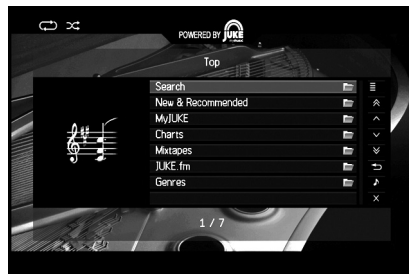 POWERED BY JUKE
Top
Search
New & Recommended
MyJUKE
Charts
Mixtapes
JUKE.fm
Genres
1 / 7